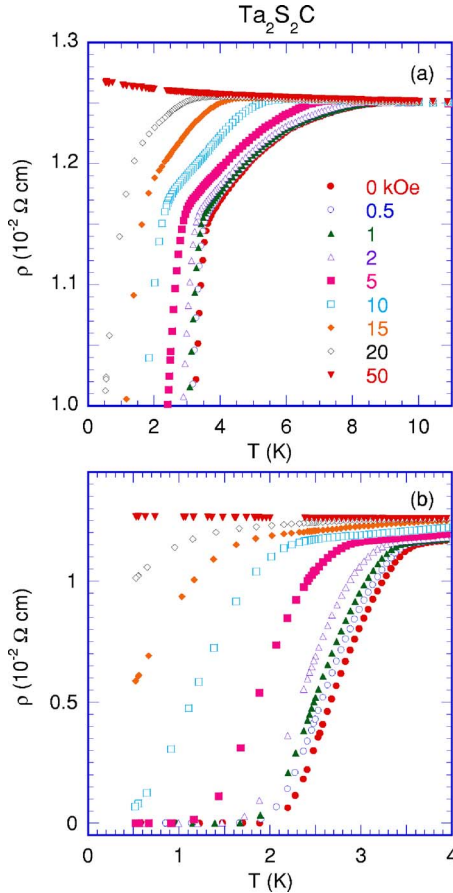 Ta₂S₂C
(a)
ρ (10⁻² Ω cm)
1.3
1.2
1.1
1.0
0 kOe
0.5
1
2
5
10
15
20
50
0 2 4 6 8 10
T (K)
(b)
ρ (10⁻² Ω cm)
1
0.5
0
0 1 2 3 4
T (K)